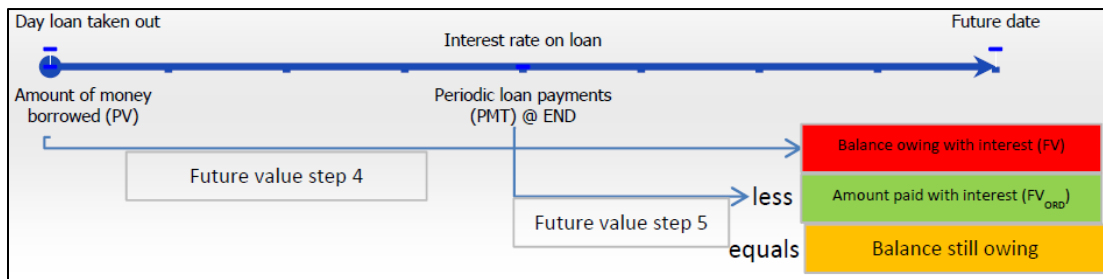 Day loan taken out
Future date
Interest rate on loan
Amount of money
borrowed (PV)
Periodic loan payments
(PMT) @ END
Balance owing with interest (FV)
Future value step 4
less
Amount paid with interest (FV_ORD)
Future value step 5
equals
Balance still owing